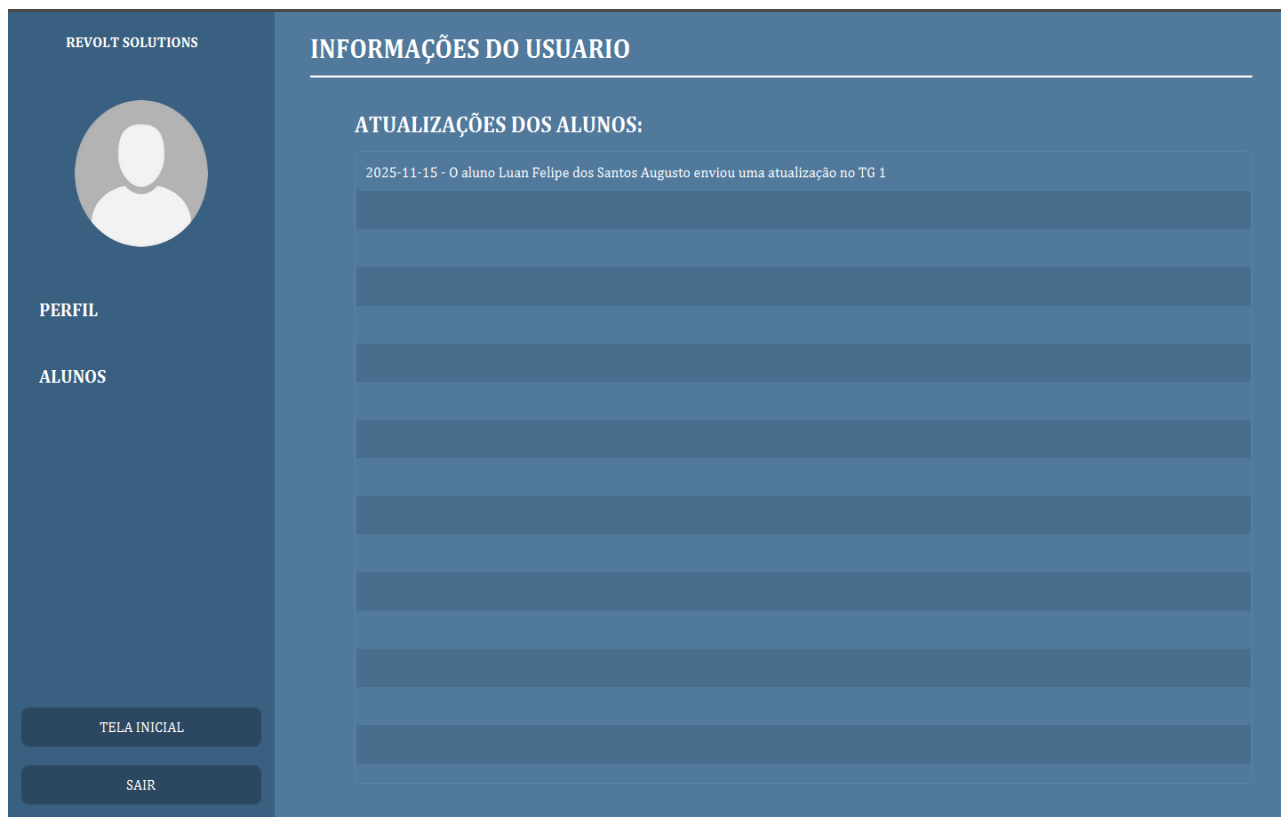 REVOLT SOLUTIONS
PERFIL
ALUNOS
TELA INICIAL
SAIR
INFORMAÇÕES DO USUARIO
ATUALIZAÇÕES DOS ALUNOS:
2025-11-15 - O aluno Luan Felipe dos Santos Augusto enviou uma atualização no TG 1